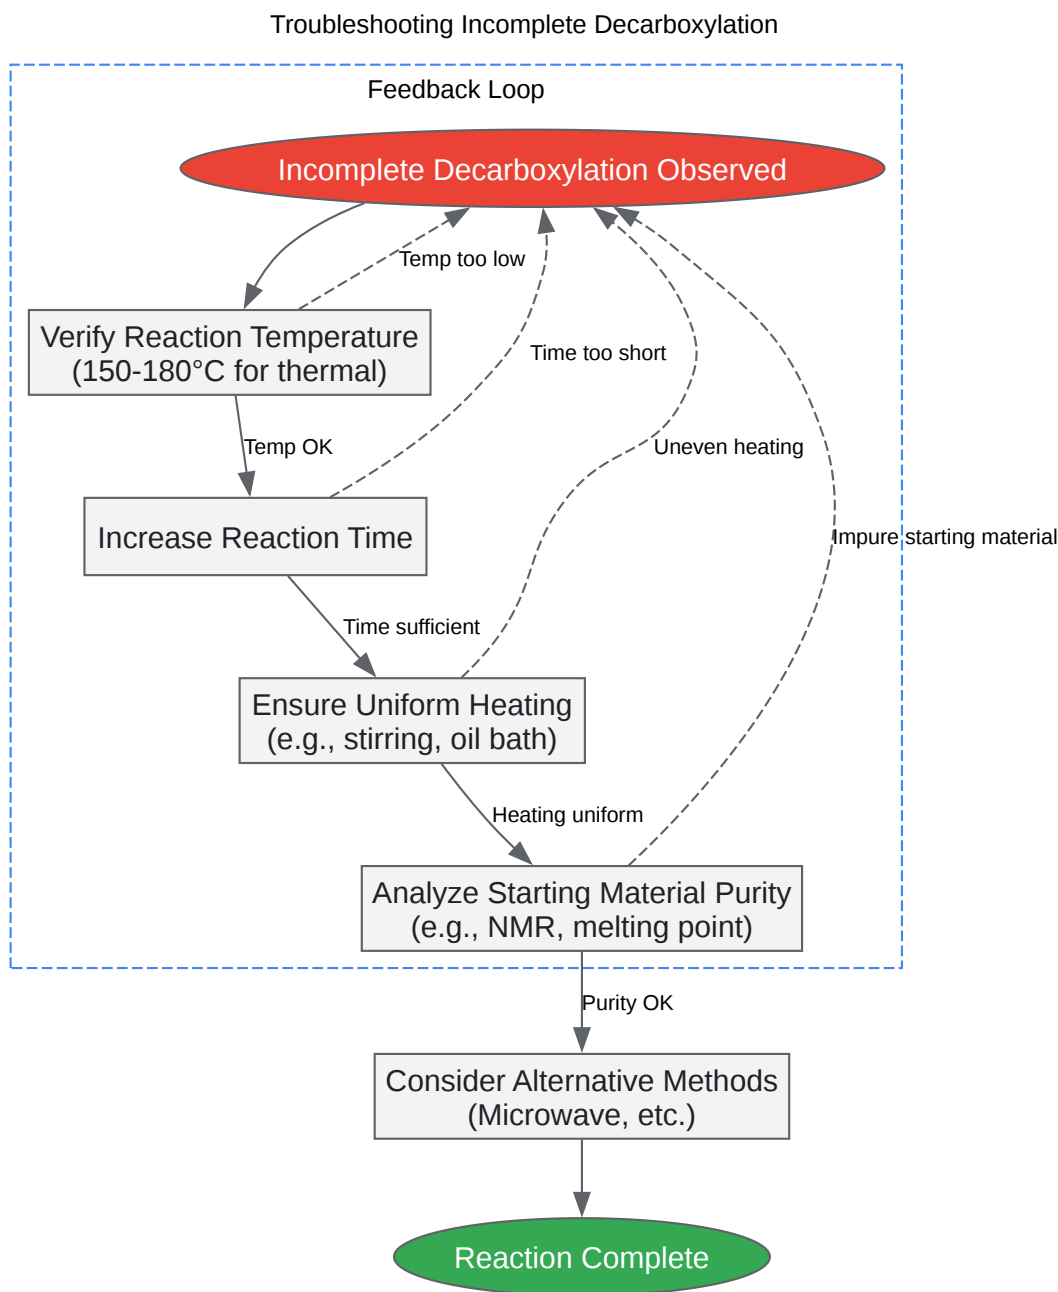 Troubleshooting Incomplete Decarboxylation
Feedback Loop
Incomplete Decarboxylation Observed
Temp too low
Verify Reaction Temperature
(150-180°C for thermal)
Time too short
Temp OK
Uneven heating
Increase Reaction Time
Impure starting material
Time sufficient
Ensure Uniform Heating
(e.g., stirring, oil bath)
Heating uniform
Analyze Starting Material Purity
(e.g., NMR, melting point)
Purity OK
Consider Alternative Methods
(Microwave, etc.)
Reaction Complete